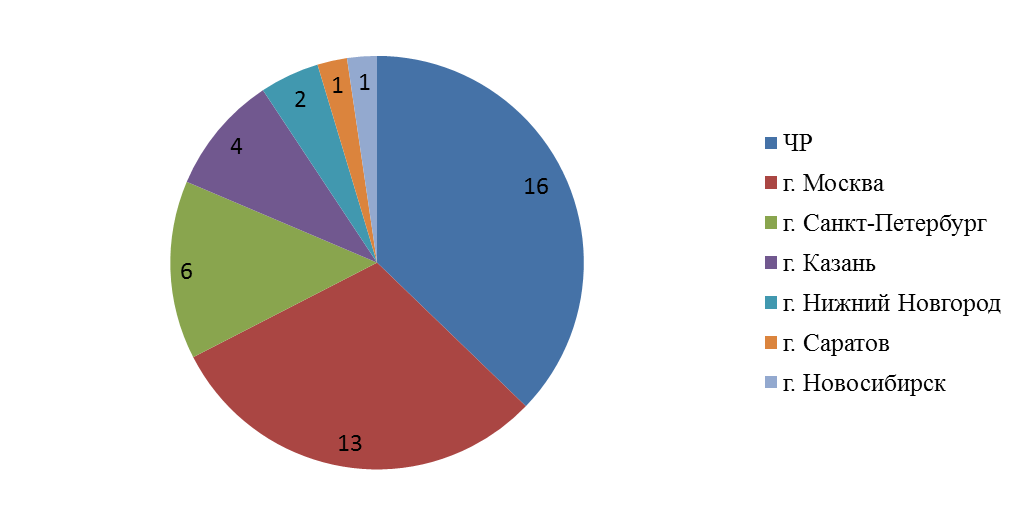 1
1
2
4
16
6
13
ЧР
г. Москва
г. Санкт-Петербург
г. Казань
г. Нижний Новгород
г. Саратов
г. Новосибирск